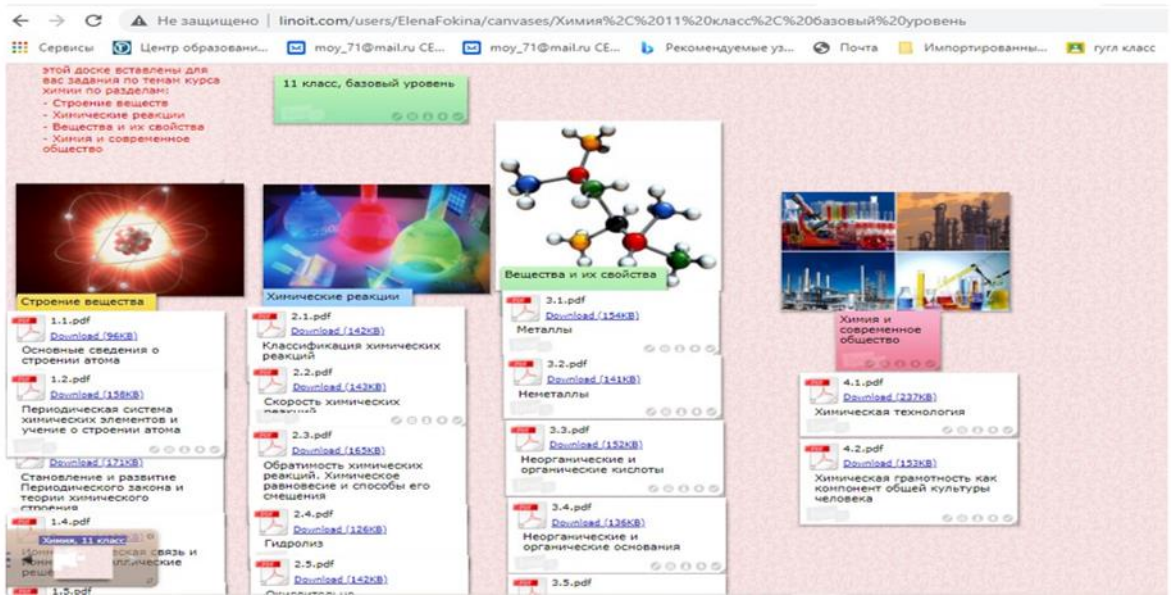 Не защищено | linoit.com/users/ElenaFokina/canvases/Химия%2C%2011%20класс%2C%20базовый%20уровень
Сервисы Центр образовани... moy_71@mail.ru CE... moy_71@mail.ru CE... Рекомендуемые уз... Почта Импортированны... гугл класс
этой доске вставлены для
вас задания по темам курса
химии по разделам:
- Строение веществ
- Химические реакции
- Вещества и их свойства
- Химия и современное
общество
11 класс, базовый уровень
Строение вещества
1.1.pdf
Download (96KB)
Основные сведения о
строении атома
1.2.pdf
Download (158KB)
Периодическая система
химических элементов и
учение о строении атома
Download (171KB)
Становление и развитие
Периодического закона и
теории химического
строения
1.4.pdf
Химия, 11 класс
связь и
1.5.pdf
Химические реакции
2.1.pdf
Download (142KB)
Классификация химических
реакций
2.2.pdf
Download (143KB)
Скорость химических
реакций
2.3.pdf
Download (165KB)
Обратимость химических
реакций. Химическое
равновесие и способы его
смещения
2.4.pdf
Download (126KB)
Гидролиз
2.5.pdf
Download (142KB)
Вещества и их свойства
3.1.pdf
Download (154KB)
Металлы
3.2.pdf
Download (141KB)
Неметаллы
3.3.pdf
Download (152KB)
Неорганические и
органические кислоты
3.4.pdf
Download (136KB)
Неорганические и
органические основания
3.5.pdf
Химия и
современное
общество
4.1.pdf
Download (237KB)
Химическая технология
4.2.pdf
Download (153KB)
Химическая грамотность как
компонент общей культуры
человека